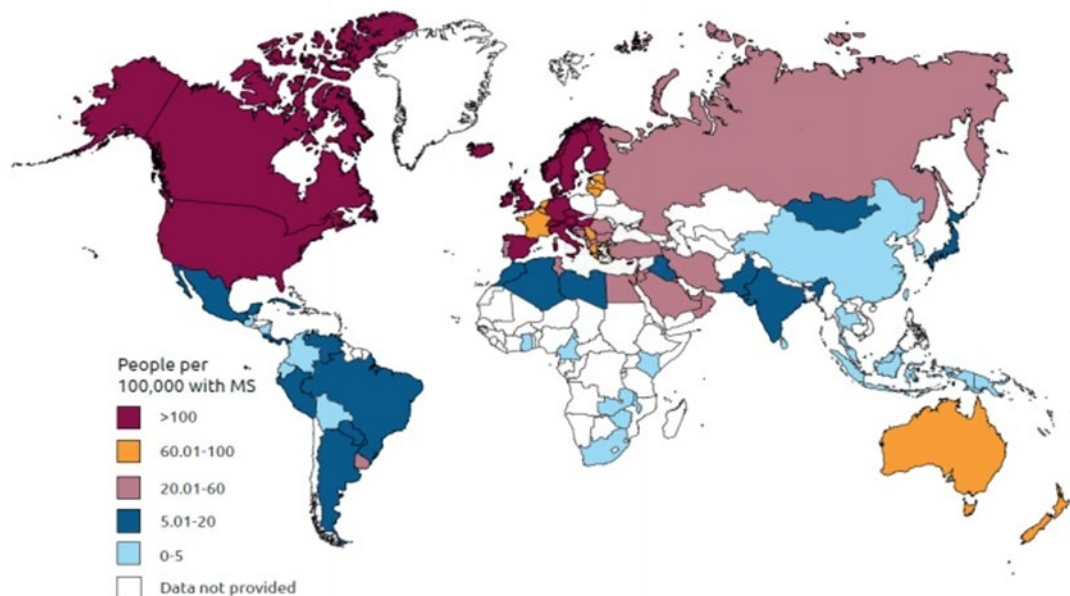 People per
100,000 with MS
>100
60.01-100
20.01-60
5.01-20
0-5
Data not provided